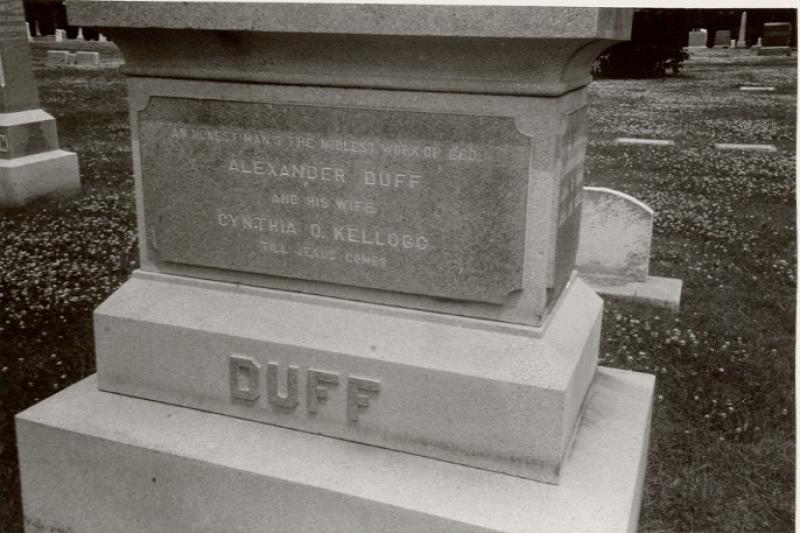 AN HONEST MAN'S THE NOBLEST WORK OF GOD
ALEXANDER DUFF
AND HIS WIFE
CYNTHIA O. KELLOGG
TILL JESUS COMES
DUFF